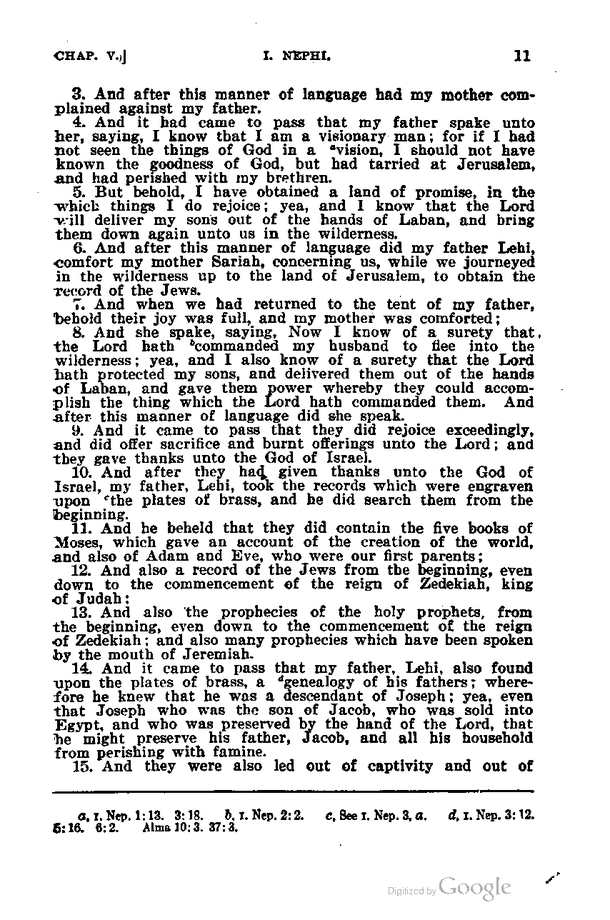 CHAP. V.] I. NEPHI. 11
3. And after this manner of language had my mother com-
plained against my father.
4. And it had came to pass that my father spake unto
her, saying, I know that I am a visionary man; for if I had
not seen the things of God in a ᵃvision, I should not have
known the goodness of God, but had tarried at Jerusalem,
and had perished with my brethren.
5. But behold, I have obtained a land of promise, in the
which things I do rejoice; yea, and I know that the Lord
will deliver my sons out of the hands of Laban, and bring
them down again unto us in the wilderness.
6. And after this manner of language did my father Lehi,
comfort my mother Sariah, concerning us, while we journeyed
in the wilderness up to the land of Jerusalem, to obtain the
record of the Jews.
7. And when we had returned to the tent of my father,
behold their joy was full, and my mother was comforted;
8. And she spake, saying, Now I know of a surety that
the Lord hath ᵇcommanded my husband to flee into the
wilderness; yea, and I also know of a surety that the Lord
hath protected my sons, and delivered them out of the hands
of Laban, and gave them power whereby they could accom-
plish the thing which the Lord hath commanded them. And
after this manner of language did she speak.
9. And it came to pass that they did rejoice exceedingly,
and did offer sacrifice and burnt offerings unto the Lord; and
they gave thanks unto the God of Israel.
10. And after they had given thanks unto the God of
Israel, my father, Lehi, took the records which were engraven
upon ᶜthe plates of brass, and he did search them from the
beginning.
11. And he beheld that they did contain the five books of
Moses, which gave an account of the creation of the world,
and also of Adam and Eve, who were our first parents;
12. And also a record of the Jews from the beginning, even
down to the commencement of the reign of Zedekiah, king
of Judah;
13. And also the prophecies of the holy prophets, from
the beginning, even down to the commencement of the reign
of Zedekiah; and also many prophecies which have been spoken
by the mouth of Jeremiah.
14. And it came to pass that my father, Lehi, also found
upon the plates of brass, a ᵈgenealogy of his fathers; where-
fore he knew that he was a descendant of Joseph; yea, even
that Joseph who was the son of Jacob, who was sold into
Egypt, and who was preserved by the hand of the Lord, that
he might preserve his father, Jacob, and all his household
from perishing with famine.
15. And they were also led out of captivity and out of
a, I. Nep. 1:13. 3:18. b, I. Nep. 2:2. c, See I. Nep. 3, a. d, I. Nep. 3:12.
5:16. 6:2. Alma 10:3. 37:3.
Digitized by Google